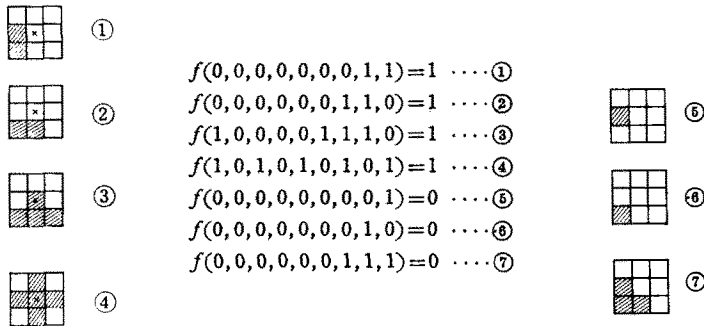 ①
②
③
④
f(0,0,0,0,0,0,0,1,1)=1 ····①
f(0,0,0,0,0,0,1,1,0)=1 ····②
f(1,0,0,0,0,1,1,1,0)=1 ····③
f(1,0,1,0,1,0,1,0,1)=1 ····④
f(0,0,0,0,0,0,0,0,1)=0 ····⑤
f(0,0,0,0,0,0,0,1,0)=0 ····⑥
f(0,0,0,0,0,0,1,1,1)=0 ····⑦
⑤
⑥
⑦